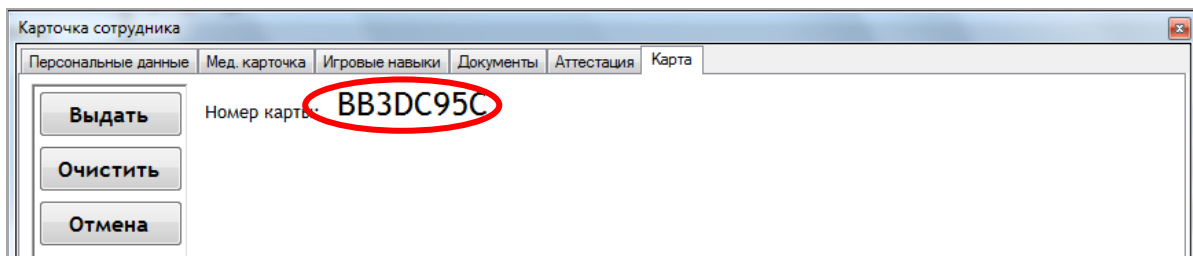 Карточка сотрудника
Персональные данные Мед. карточка Игровые навыки Документы Аттестация Карта
Выдать
Номер карты: BB3DC95C
Очистить
Отмена